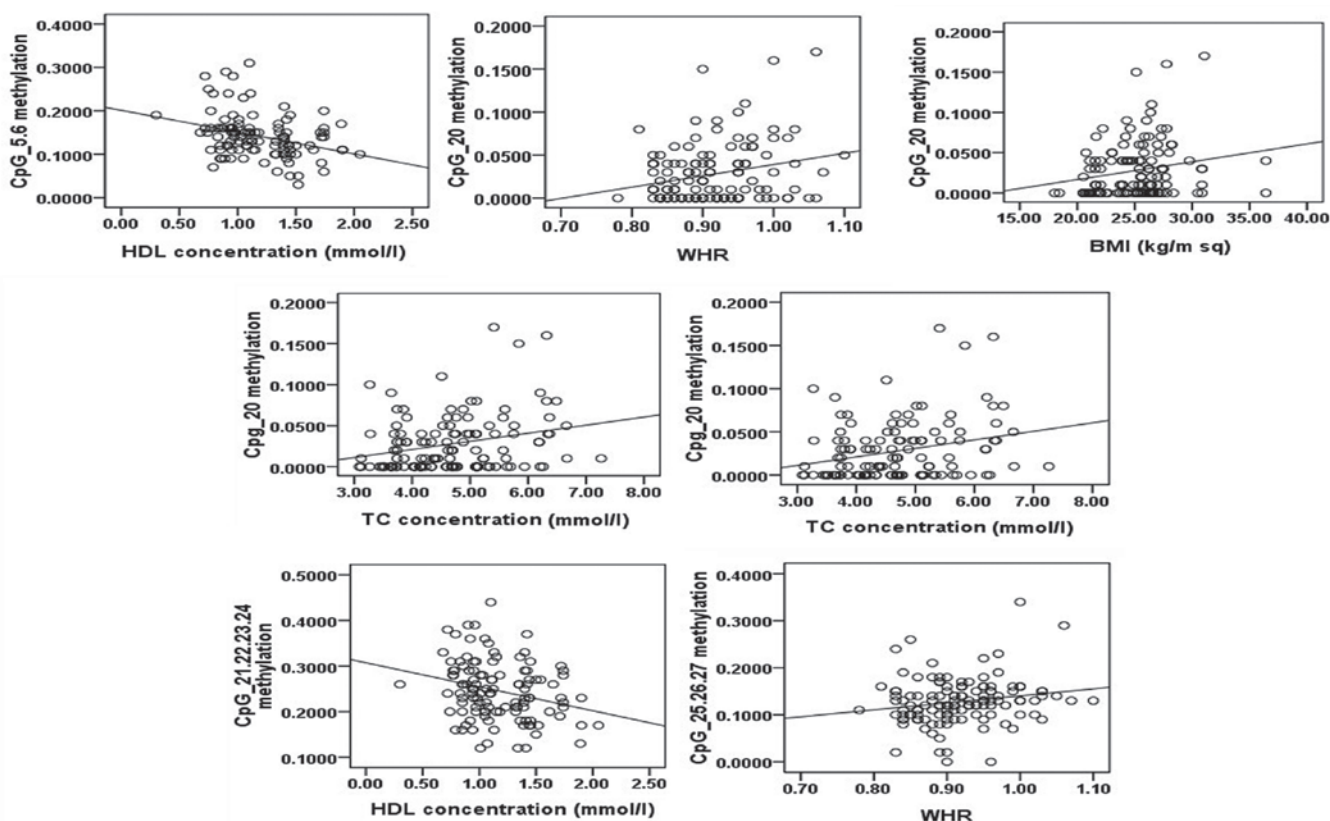 0.4000
0.3000
0.2000
0.1000
0.0000
CpG_5.6 methylation
0.00 0.50 1.00 1.50 2.00 2.50
HDL concentration (mmol/l)
0.2000
0.1500
0.1000
0.0500
0.0000
CpG_20 methylation
0.70 0.80 0.90 1.00 1.10
WHR
0.2000
0.1500
0.1000
0.0500
0.0000
CpG_20 methylation
15.00 20.00 25.00 30.00 35.00 40.00
BMI (kg/m sq)
0.2000
0.1500
0.1000
0.0500
0.0000
Cpg_20 methylation
3.00 4.00 5.00 6.00 7.00 8.00
TC concentration (mmol/l)
0.2000
0.1500
0.1000
0.0500
0.0000
Cpg_20 methylation
3.00 4.00 5.00 6.00 7.00 8.00
TC concentration (mmol/l)
0.5000
0.4000
0.3000
0.2000
0.1000
CpG_21.22.23.24
methylation
0.00 0.50 1.00 1.50 2.00 2.50
HDL concentration (mmol/l)
0.4000
0.3000
0.2000
0.1000
0.0000
CpG_25.26.27 methylation
0.70 0.80 0.90 1.00 1.10
WHR